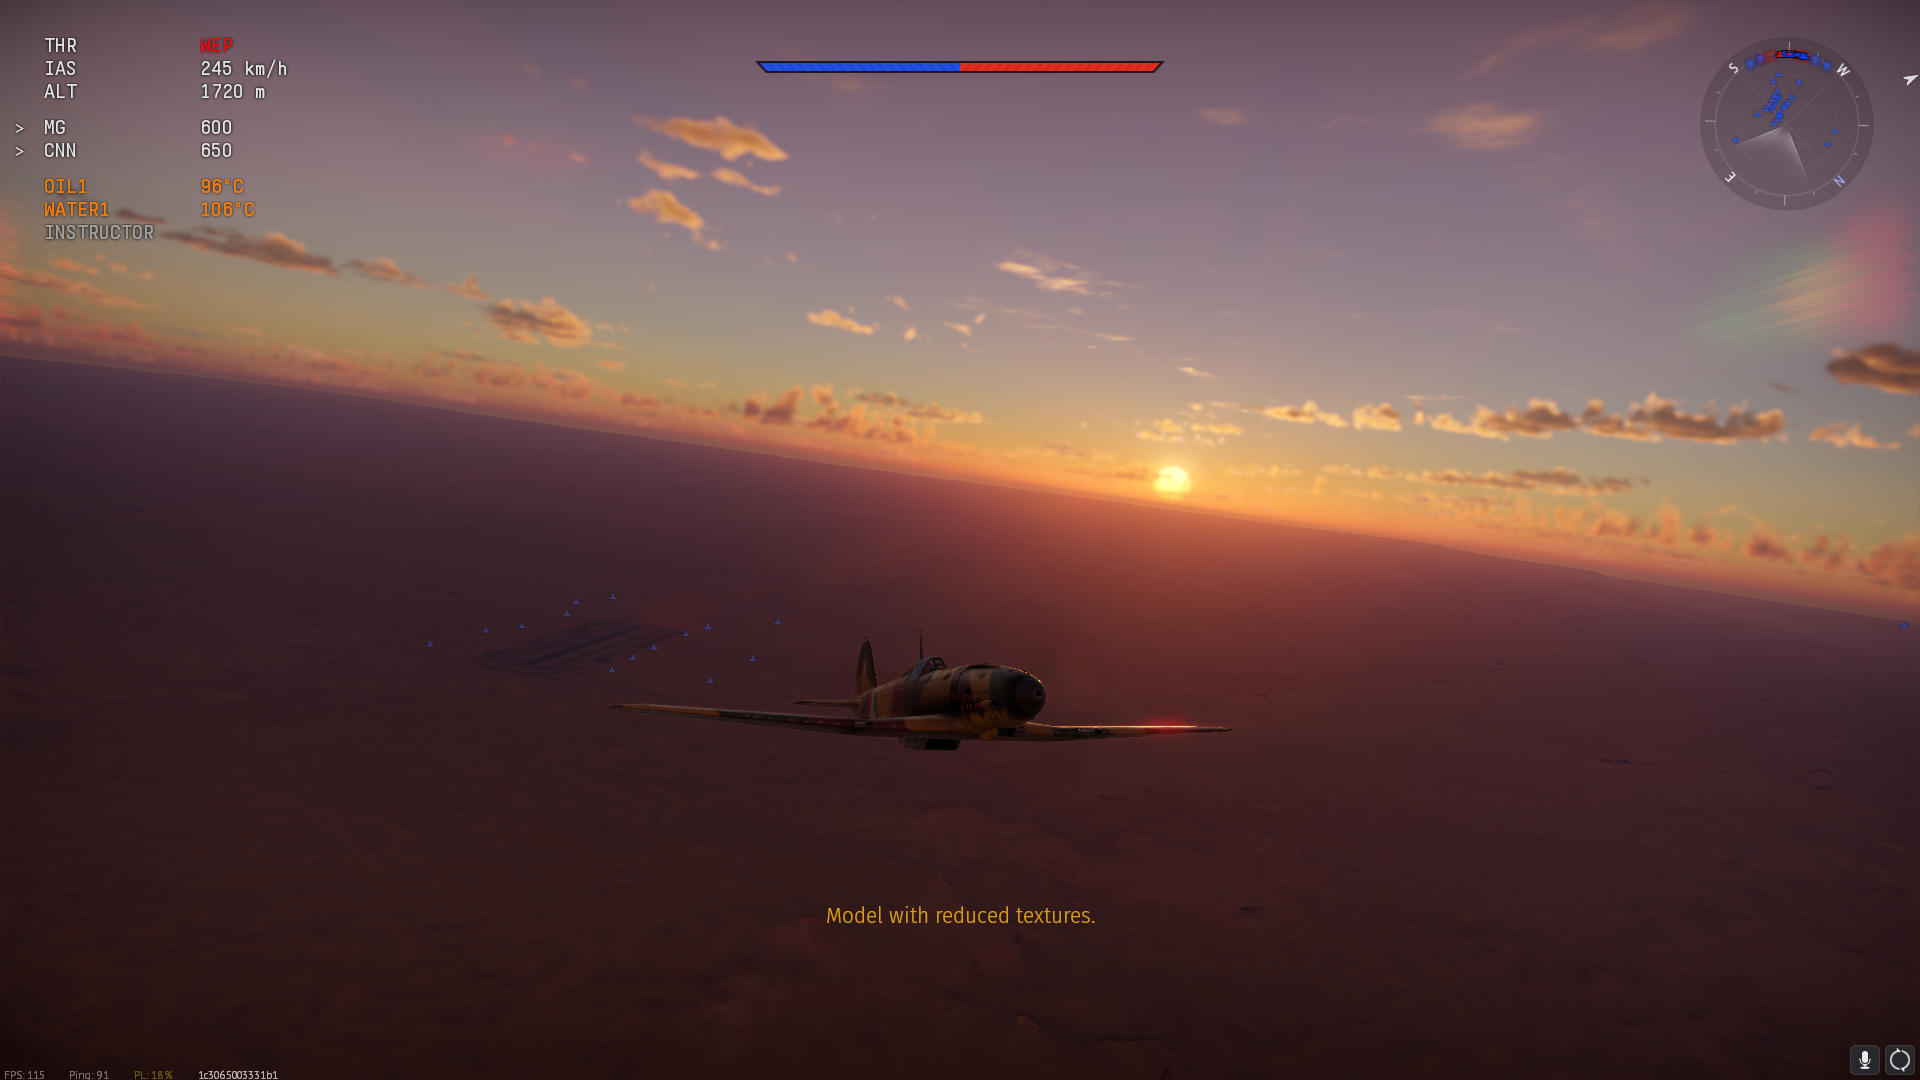 THR WEP
IAS 245 km/h
ALT 1720 m
> MG 600
> CNN 650
OIL1 96°C
WATER1 106°C
INSTRUCTOR
S W
E N
Model with reduced textures.
FPS: 115 Ping: 91 PL: 18% 1c3065003331b1